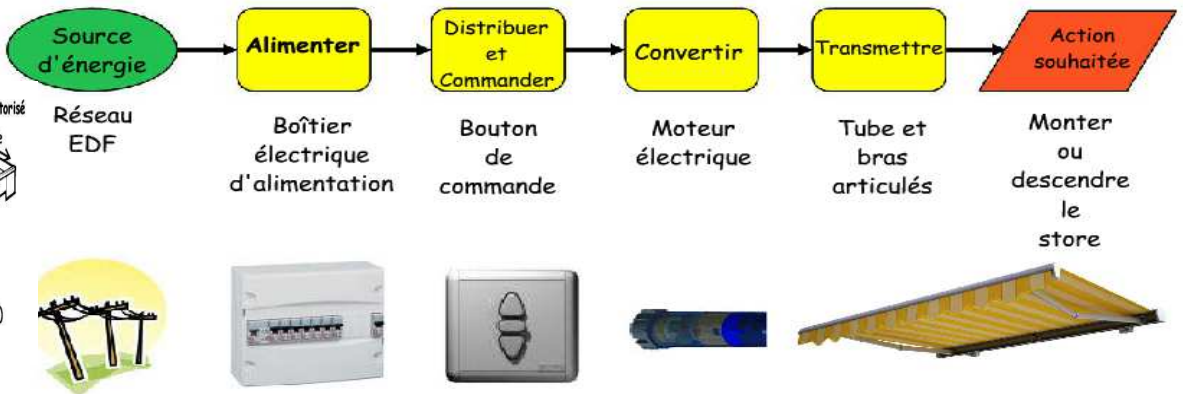 Source
d'énergie
Alimenter
Distribuer
et
Commander
Convertir
Transmettre
Action
souhaitée
Réseau
EDF
Boîtier
électrique
d'alimentation
Bouton
de
commande
Moteur
électrique
Tube et
bras
articulés
Monter
ou
descendre
le
store